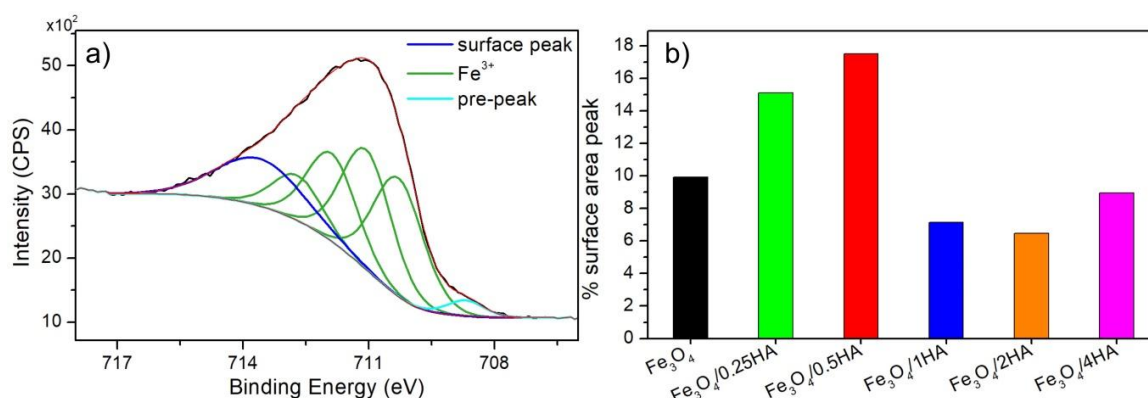 x10²
a)
surface peak
Fe³⁺
pre-peak
50
40
30
20
10
Intensity (CPS)
717 714 711 708
Binding Energy (eV)
b)
18
16
14
12
10
8
6
4
2
0
% surface area peak
Fe₃O₄
Fe₃O₄/0.25HA
Fe₃O₄/0.5HA
Fe₃O₄/1HA
Fe₃O₄/2HA
Fe₃O₄/4HA